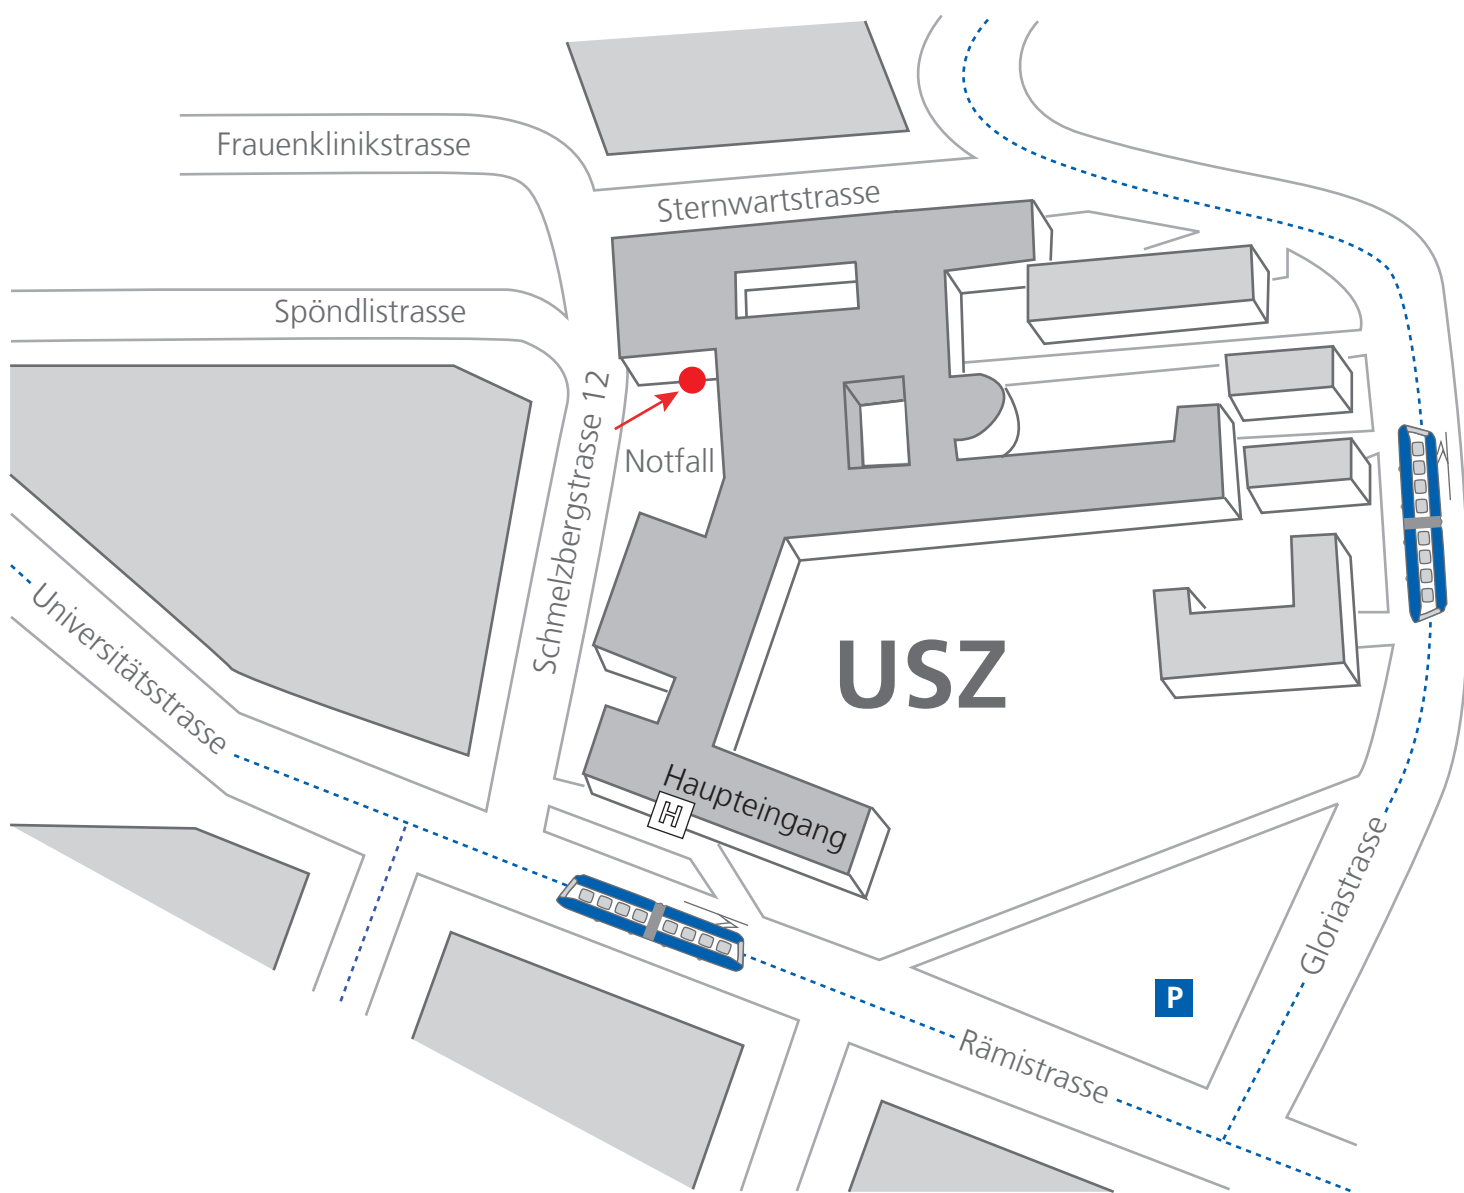 Frauenklinikstrasse
Sternwartstrasse
Spöndlistrasse
Schmelzbergstrasse 12
Notfall
Universitätsstrasse
USZ
Haupteingang
H
Gloriastrasse
P
Rämistrasse